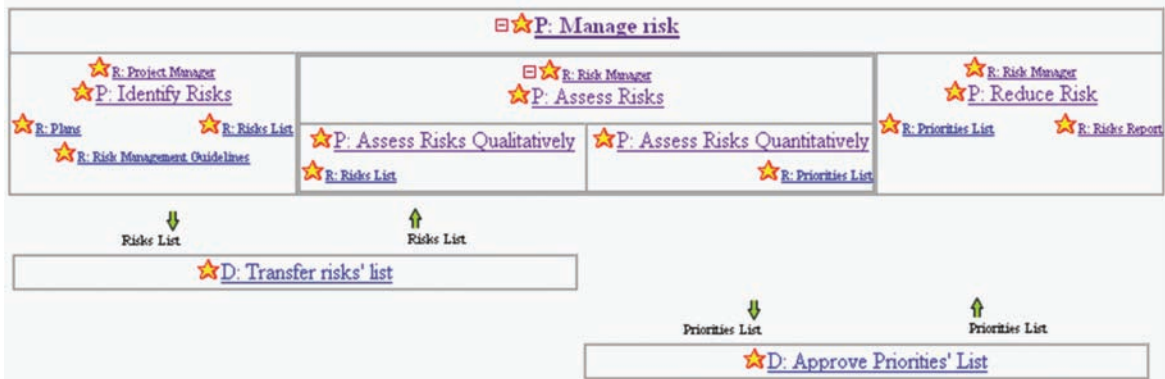 P: Manage risk
R: Project Manager
P: Identify Risks
R: Plans
R: Risks List
R: Risk Management Guidelines
R: Risk Manager
P: Assess Risks
P: Assess Risks Qualitatively
R: Risks List
P: Assess Risks Quantitatively
R: Priorities List
R: Risk Manager
P: Reduce Risk
R: Priorities List
R: Risks Report
Risks List
Risks List
D: Transfer risks' list
Priorities List
Priorities List
D: Approve Priorities' List